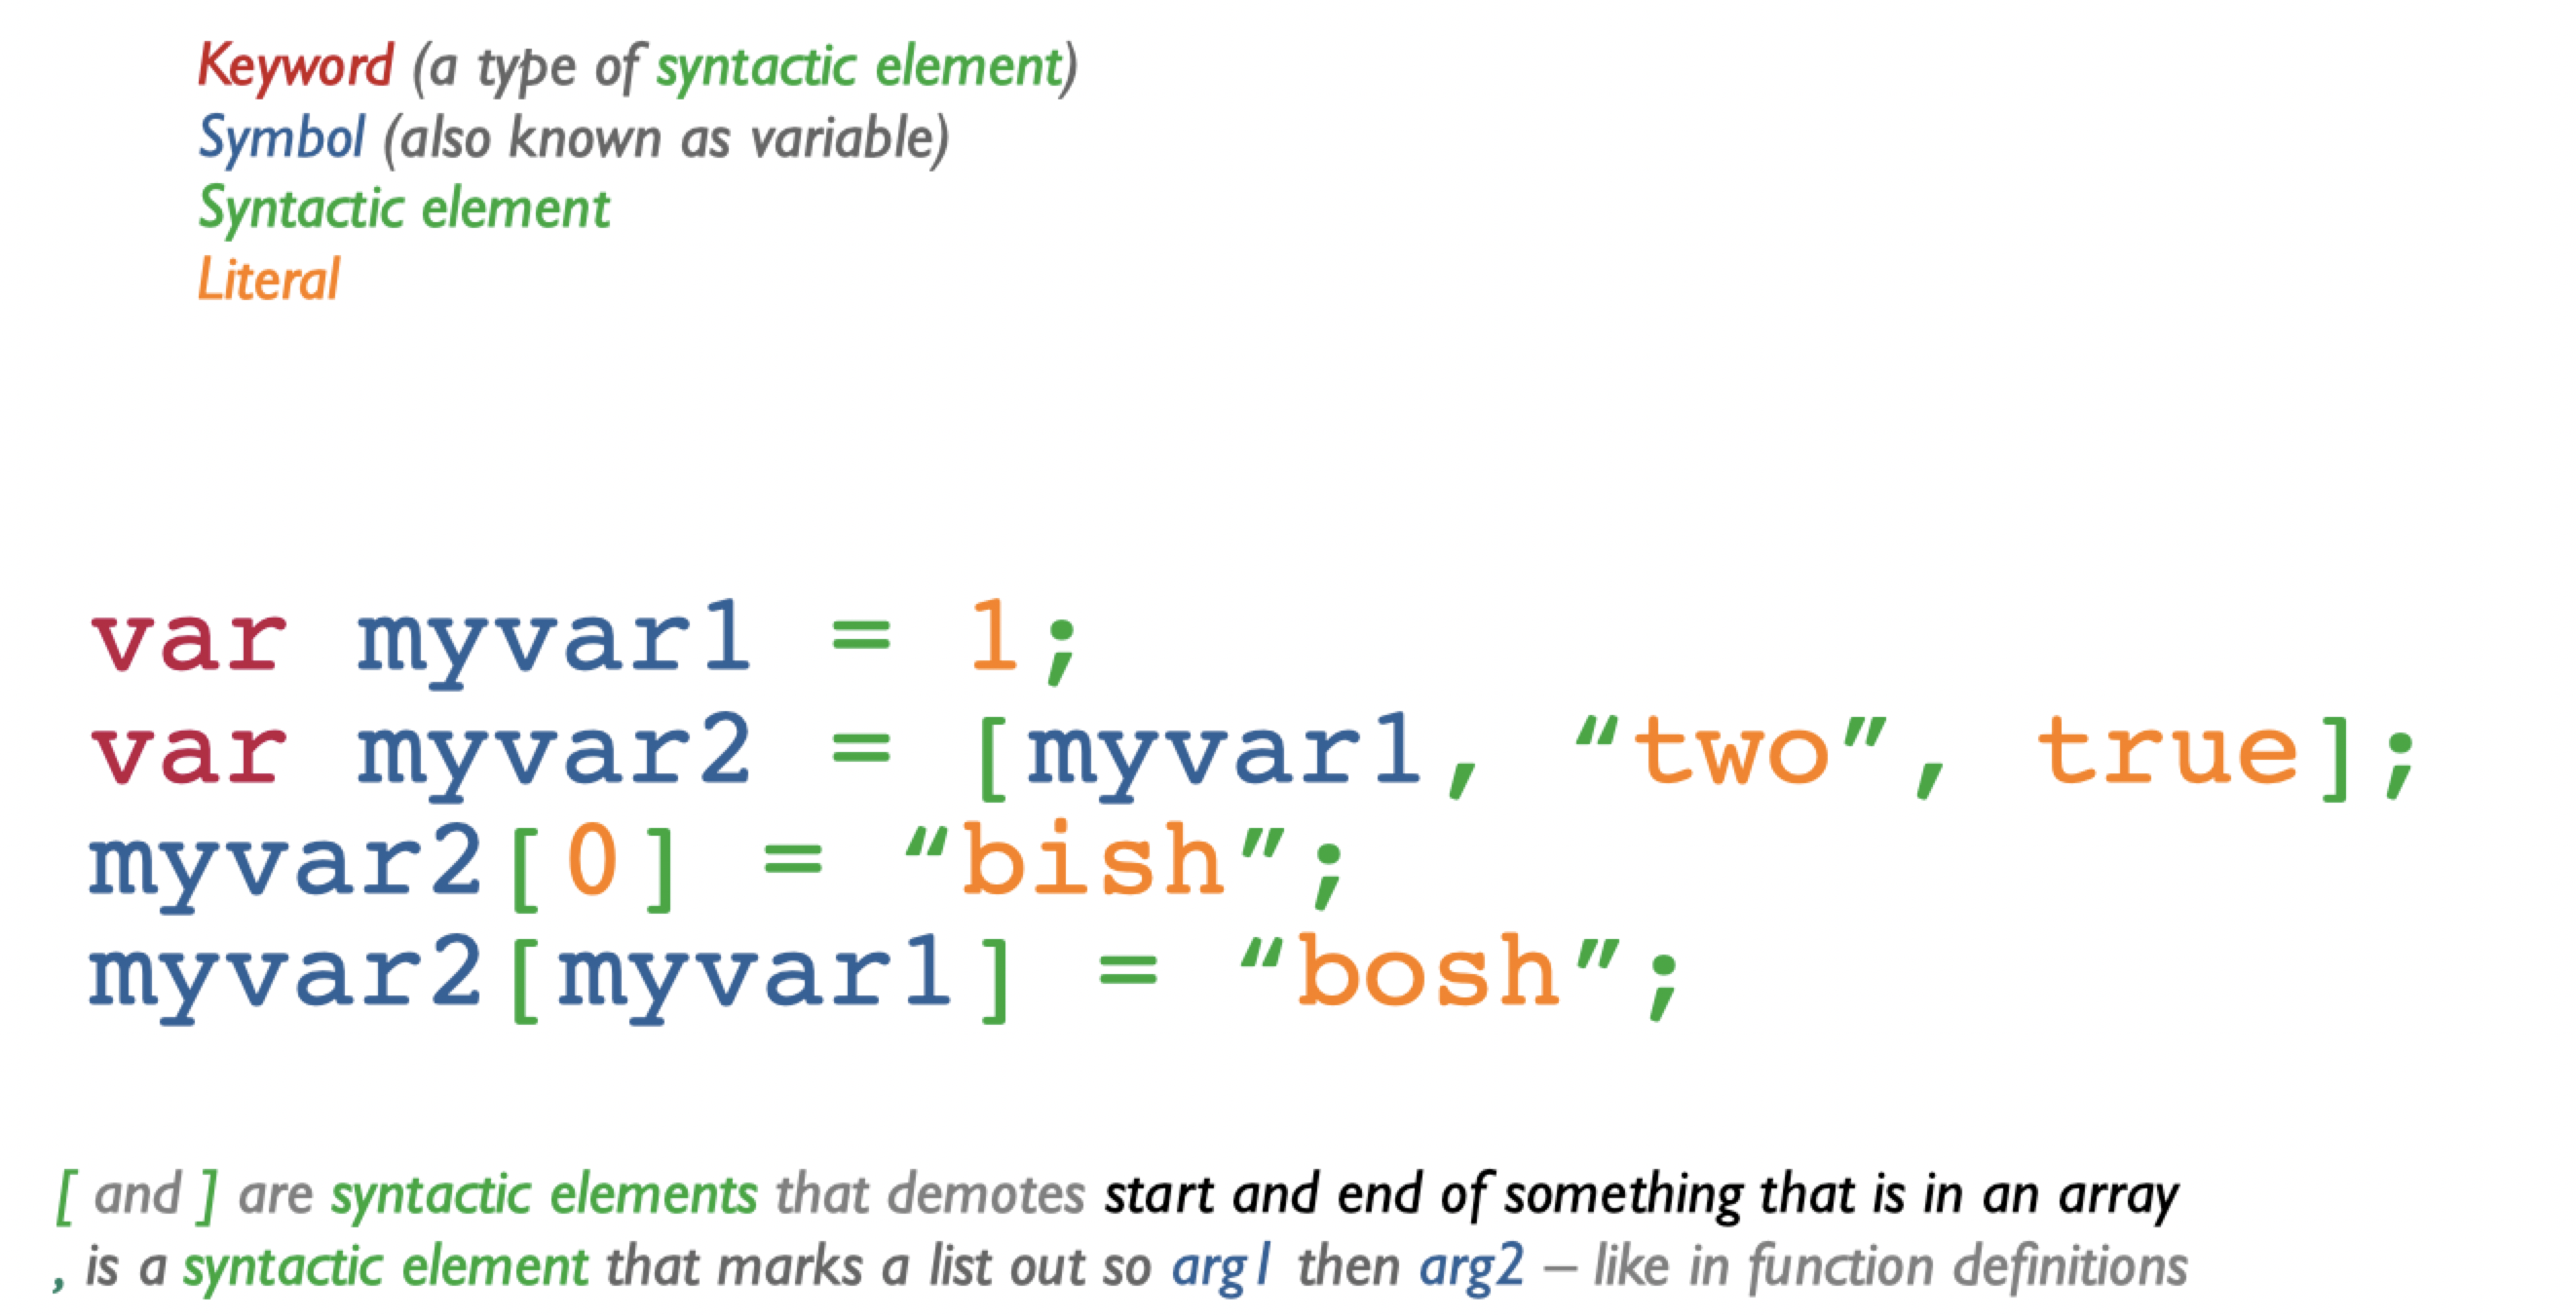 Keyword (a type of syntactic element)
Symbol (also known as variable)
Syntactic element
Literal
var myvar1 = 1;
var myvar2 = [myvar1, “two”, true];
myvar2[0] = “bish”;
myvar2[myvar1] = “bosh”;
[ and ] are syntactic elements that demotes start and end of something that is in an array
, is a syntactic element that marks a list out so arg1 then arg2 – like in function definitions